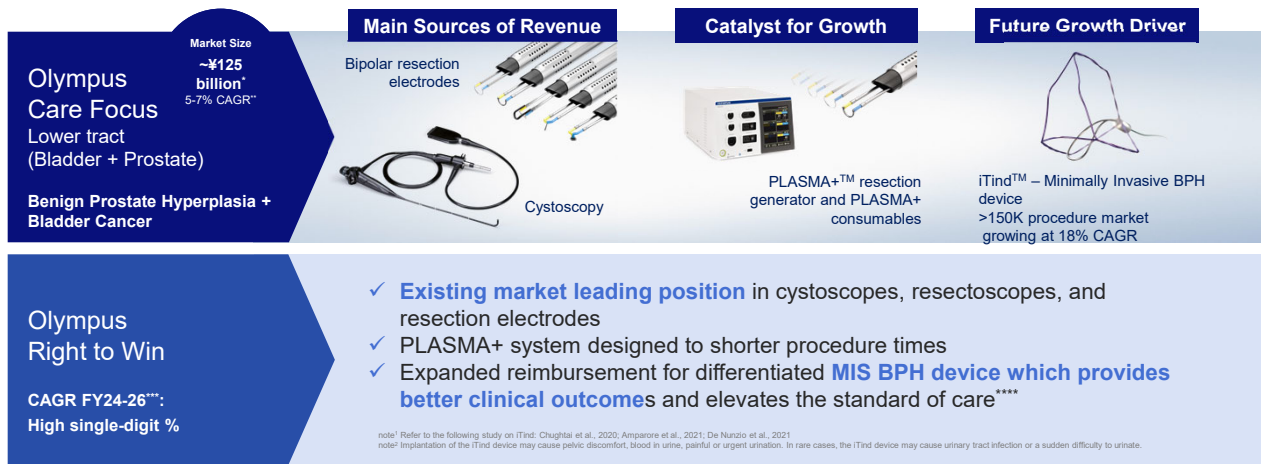 Main Sources of Revenue
Catalyst for Growth
Future Growth Driver
Market Size
~¥125
billion*
5-7% CAGR**
Olympus
Care Focus
Lower tract
(Bladder + Prostate)
Benign Prostate Hyperplasia +
Bladder Cancer
Bipolar resection
electrodes
Cystoscopy
PLASMA+TM resection
generator and PLASMA+
consumables
iTindTM – Minimally Invasive BPH
device
>150K procedure market
growing at 18% CAGR
Olympus
Right to Win
CAGR FY24-26***:
High single-digit %
✓ Existing market leading position in cystoscopes, resectoscopes, and
resection electrodes
✓ PLASMA+ system designed to shorter procedure times
✓ Expanded reimbursement for differentiated MIS BPH device which provides
better clinical outcomes and elevates the standard of care****
note¹ Refer to the following study on iTind: Chughtai et al., 2020; Amparore et al., 2021; De Nunzio et al., 2021
note² Implantation of the iTind device may cause pelvic discomfort, blood in urine, painful or urgent urination. In rare cases, the iTind device may cause urinary tract infection or a sudden difficulty to urinate.